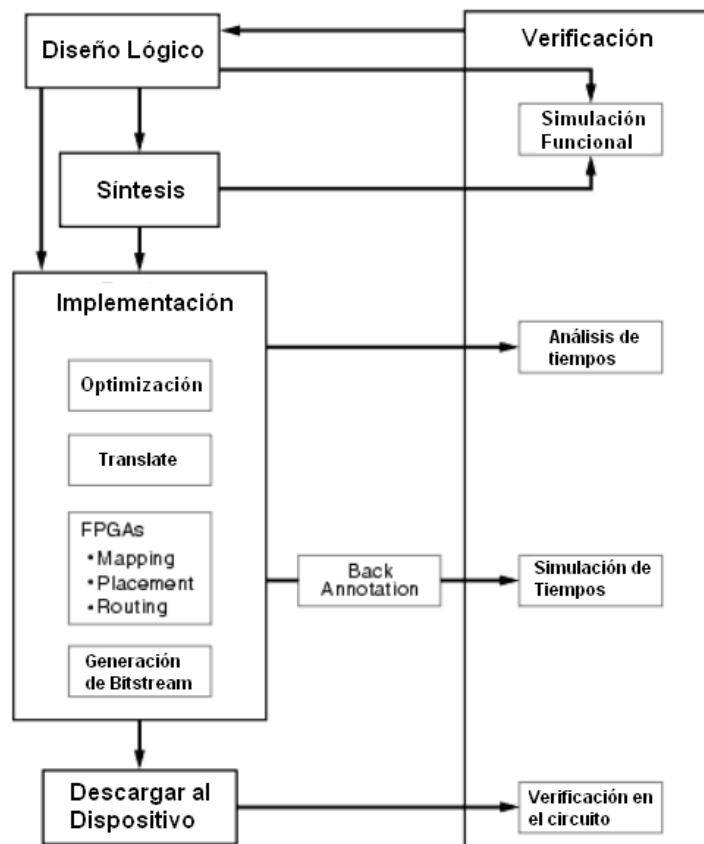 Diseño Lógico
Verificación
Simulación
Funcional
Síntesis
Implementación
Análisis de
tiempos
Optimización
Translate
FPGAs
• Mapping
• Placement
• Routing
Back
Annotation
Simulación de
Tiempos
Generación
de Bitstream
Descargar al
Dispositivo
Verificación en
el circuito